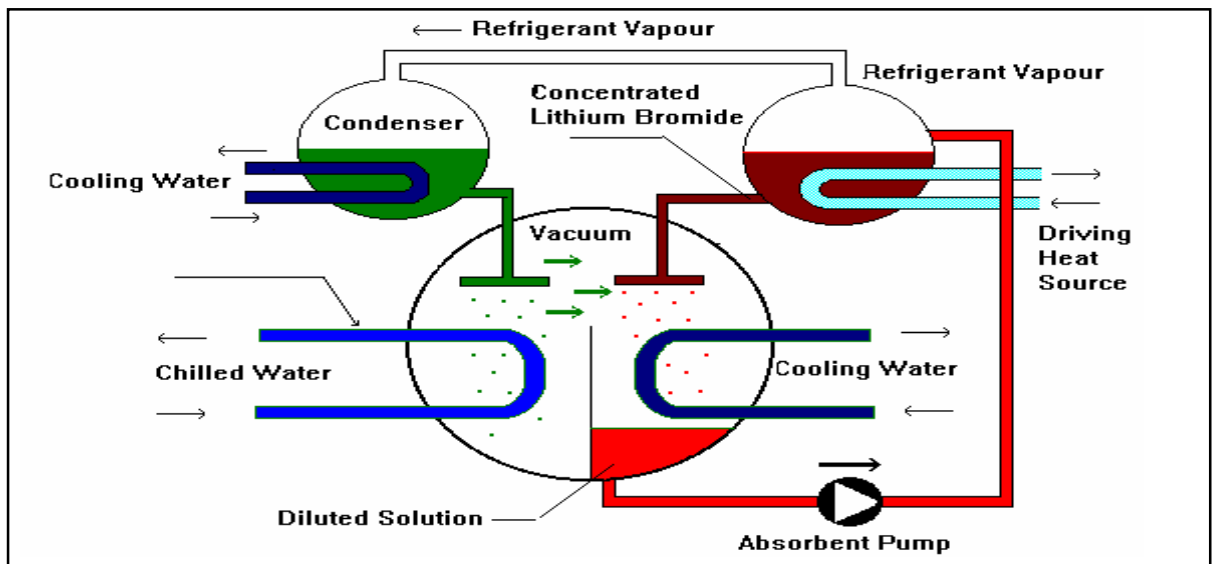 Refrigerant Vapour
Refrigerant Vapour
Concentrated
Lithium Bromide
Condenser
Cooling Water
Vacuum
Driving
Heat
Source
Chilled Water
Cooling Water
Diluted Solution
Absorbent Pump